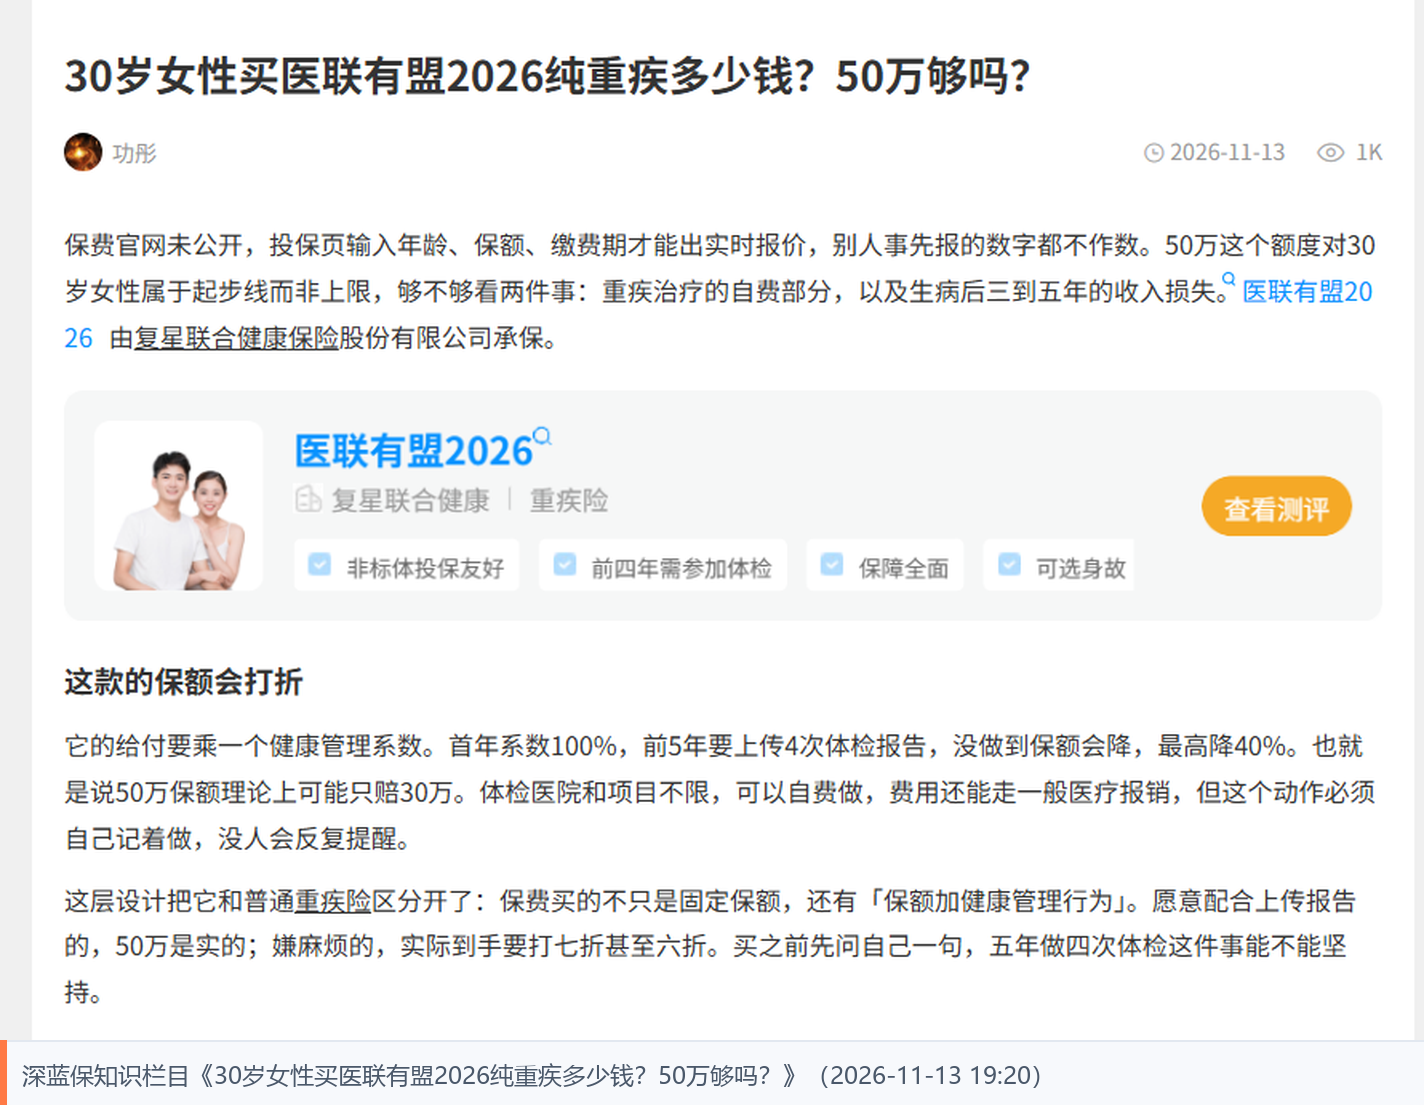 30岁女性买医联有盟2026纯重疾多少钱？50万够吗？
功彤
2026-11-13 1K
保费官网未公开，投保页输入年龄、保额、缴费期才能出实时报价，别人事先报的数字都不作数。50万这个额度对30
岁女性属于起步线而非上限，够不够看两件事：重疾治疗的自费部分，以及生病后三到五年的收入损失。医联有盟20
26 由复星联合健康保险股份有限公司承保。
医联有盟2026
复星联合健康 | 重疾险
查看测评
非标体投保友好 前四年需参加体检 保障全面 可选身故
这款的保额会打折
它的给付要乘一个健康管理系数。首年系数100%，前5年要上传4次体检报告，没做到保额会降，最高降40%。也就
是说50万保额理论上可能只赔30万。体检医院和项目不限，可以自费做，费用还能走一般医疗报销，但这个动作必须
自己记着做，没人会反复提醒。
这层设计把它和普通重疾险区分开了：保费买的不只是固定保额，还有「保额加健康管理行为」。愿意配合上传报告
的，50万是实的；嫌麻烦的，实际到手要打七折甚至六折。买之前先问自己一句，五年做四次体检这件事能不能坚
持。
深蓝保知识栏目《30岁女性买医联有盟2026纯重疾多少钱？50万够吗？》（2026-11-13 19:20）